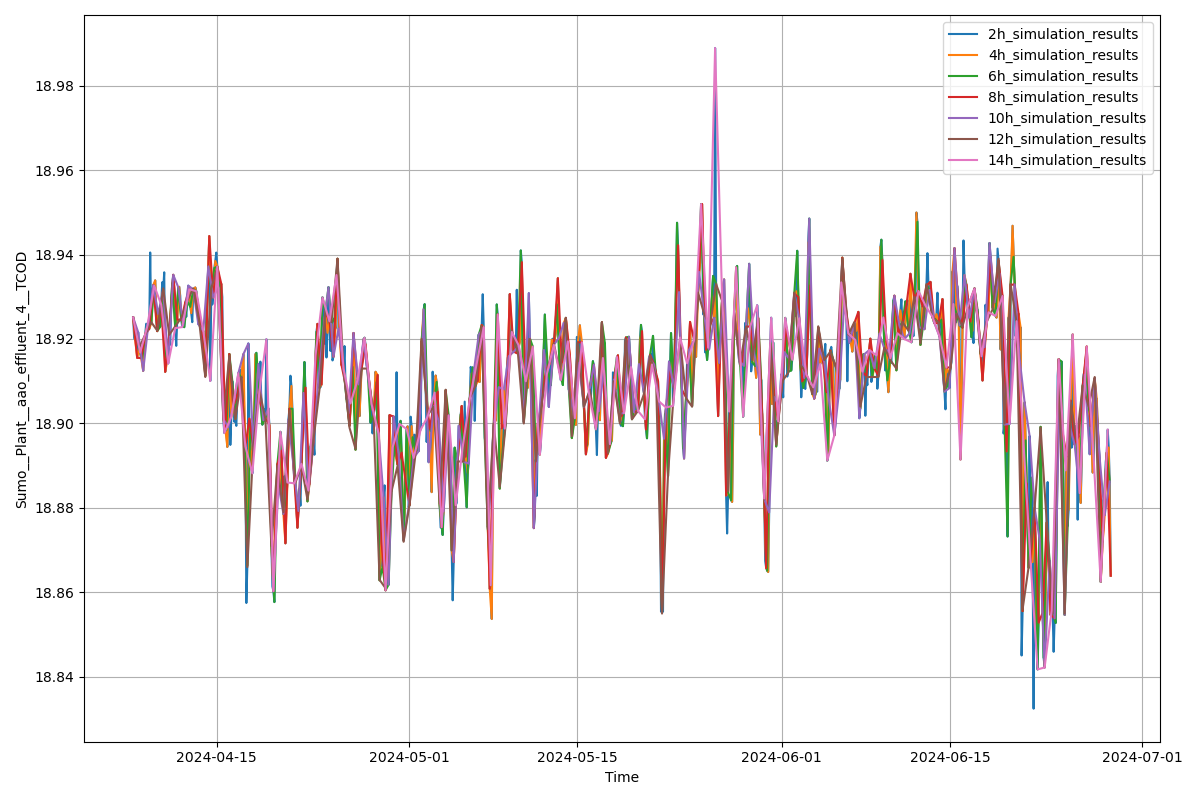 2h_simulation_results
4h_simulation_results
6h_simulation_results
8h_simulation_results
10h_simulation_results
12h_simulation_results
14h_simulation_results
Sumo__Plant__aao_effluent_4__TCOD
18.98
18.96
18.94
18.92
18.90
18.88
18.86
18.84
2024-04-15
2024-05-01
2024-05-15
2024-06-01
2024-06-15
2024-07-01
Time